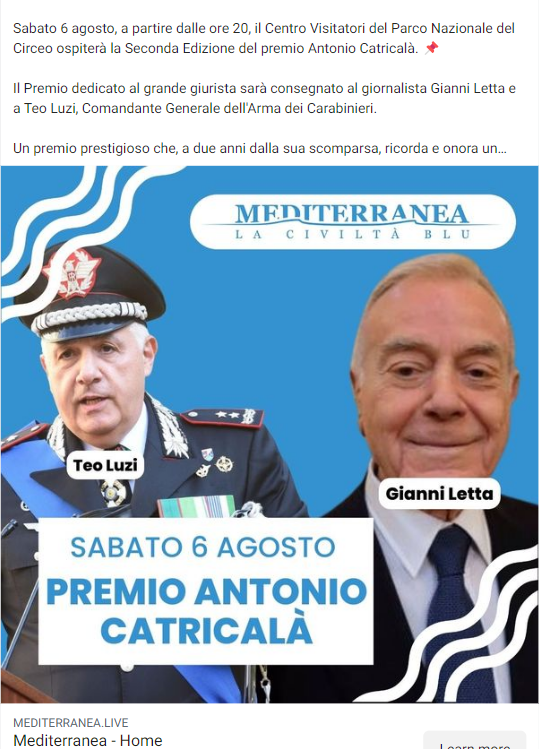 Sabato 6 agosto, a partire dalle ore 20, il Centro Visitatori del Parco Nazionale del
Circeo ospiterà la Seconda Edizione del premio Antonio Catricalà. 📌
Il Premio dedicato al grande giurista sarà consegnato al giornalista Gianni Letta e
a Teo Luzi, Comandante Generale dell'Arma dei Carabinieri.
Un premio prestigioso che, a due anni dalla sua scomparsa, ricorda e onora un...
MEDITERRANEA
LA CIVILTÀ BLU
Teo Luzi
Gianni Letta
SABATO 6 AGOSTO
PREMIO ANTONIO
CATRICALÀ
MEDITERRANEA.LIVE
Mediterranea - Home
Learn more